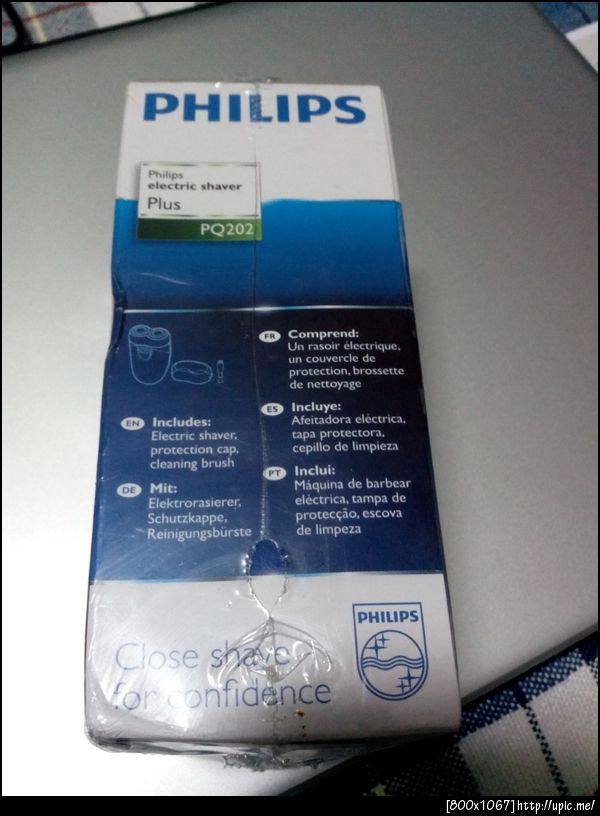 PHILIPS
Philips
electric shaver
Plus
PQ202
EN Includes:
Electric shaver,
protection cap,
cleaning brush
DE Mit:
Elektrorasierer,
Schutzkappe,
Reinigungsbürste
FR Comprend:
Un rasoir électrique,
un couvercle de
protection, brossette
de nettoyage
ES Incluye:
Afeitadora eléctrica,
tapa protectora,
cepillo de limpieza
PT Inclui:
Máquina de barbear
eléctrica, tampa de
protecção, escova
de limpeza
Close shave
for confidence
PHILIPS
[800x1067]http://upic.me/